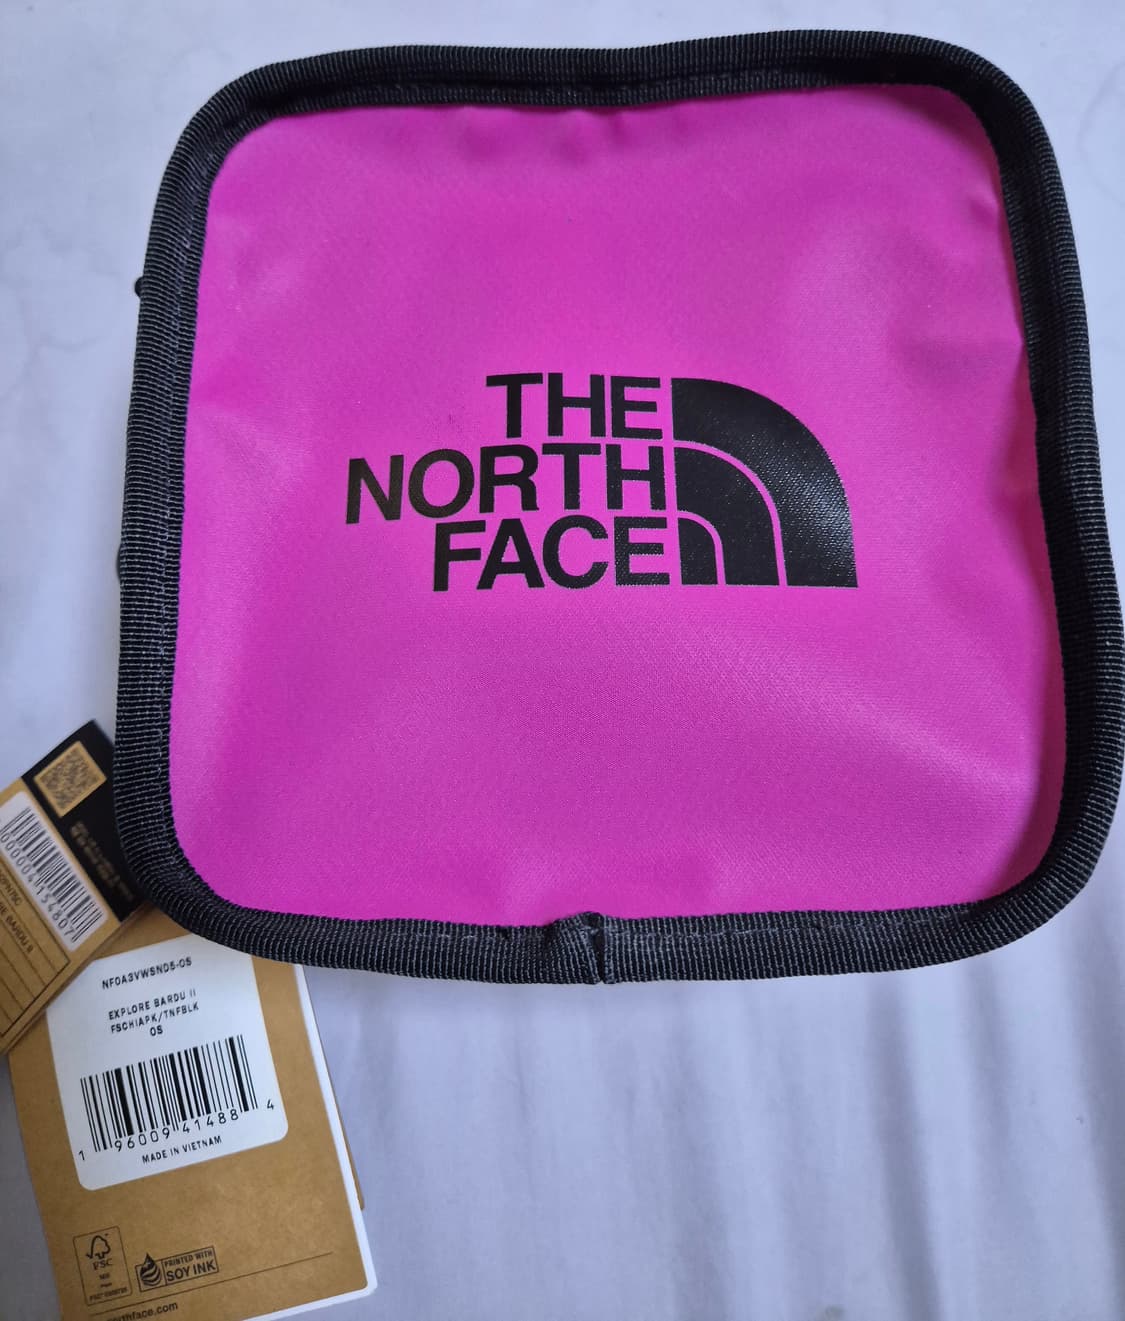 THE
NORTH
FACE
NF0A3VWSND5-OS
EXPLORE BARDU II
FSCHIAPK/TNFBLK
OS
1 96009 41488 4
MADE IN VIETNAM
FSC
PRINTED WITH
SOY INK